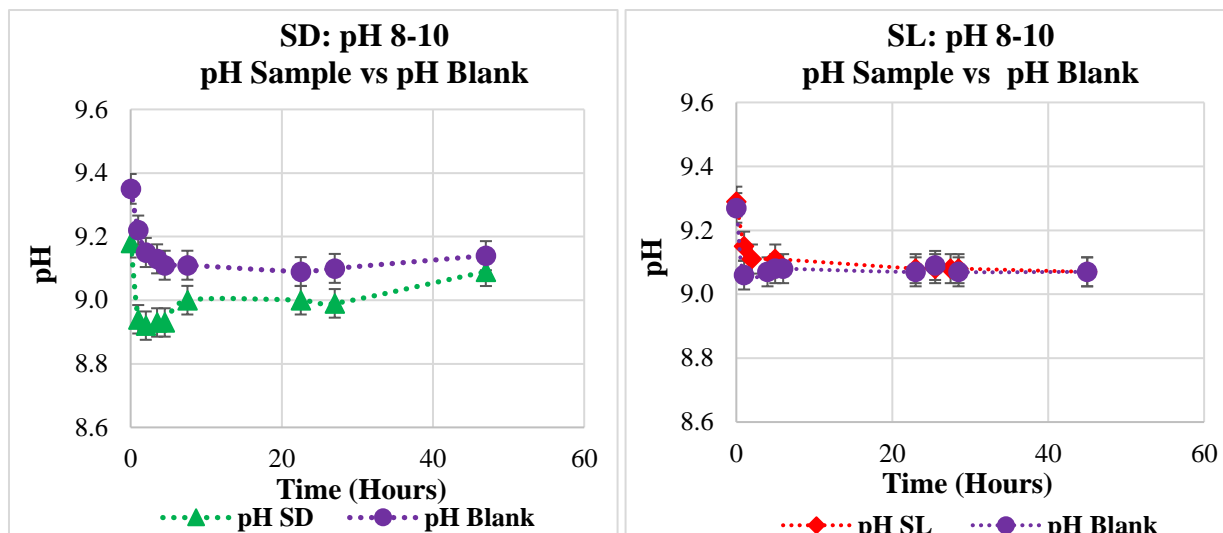 SD: pH 8-10
pH Sample vs pH Blank
9.6
9.4
9.2
9.0
8.8
8.6
pH
0
20
40
60
Time (Hours)
pH SD
pH Blank
SL: pH 8-10
pH Sample vs pH Blank
9.6
9.4
9.2
9.0
8.8
8.6
pH
0
20
40
60
Time (Hours)
pH SL
pH Blank